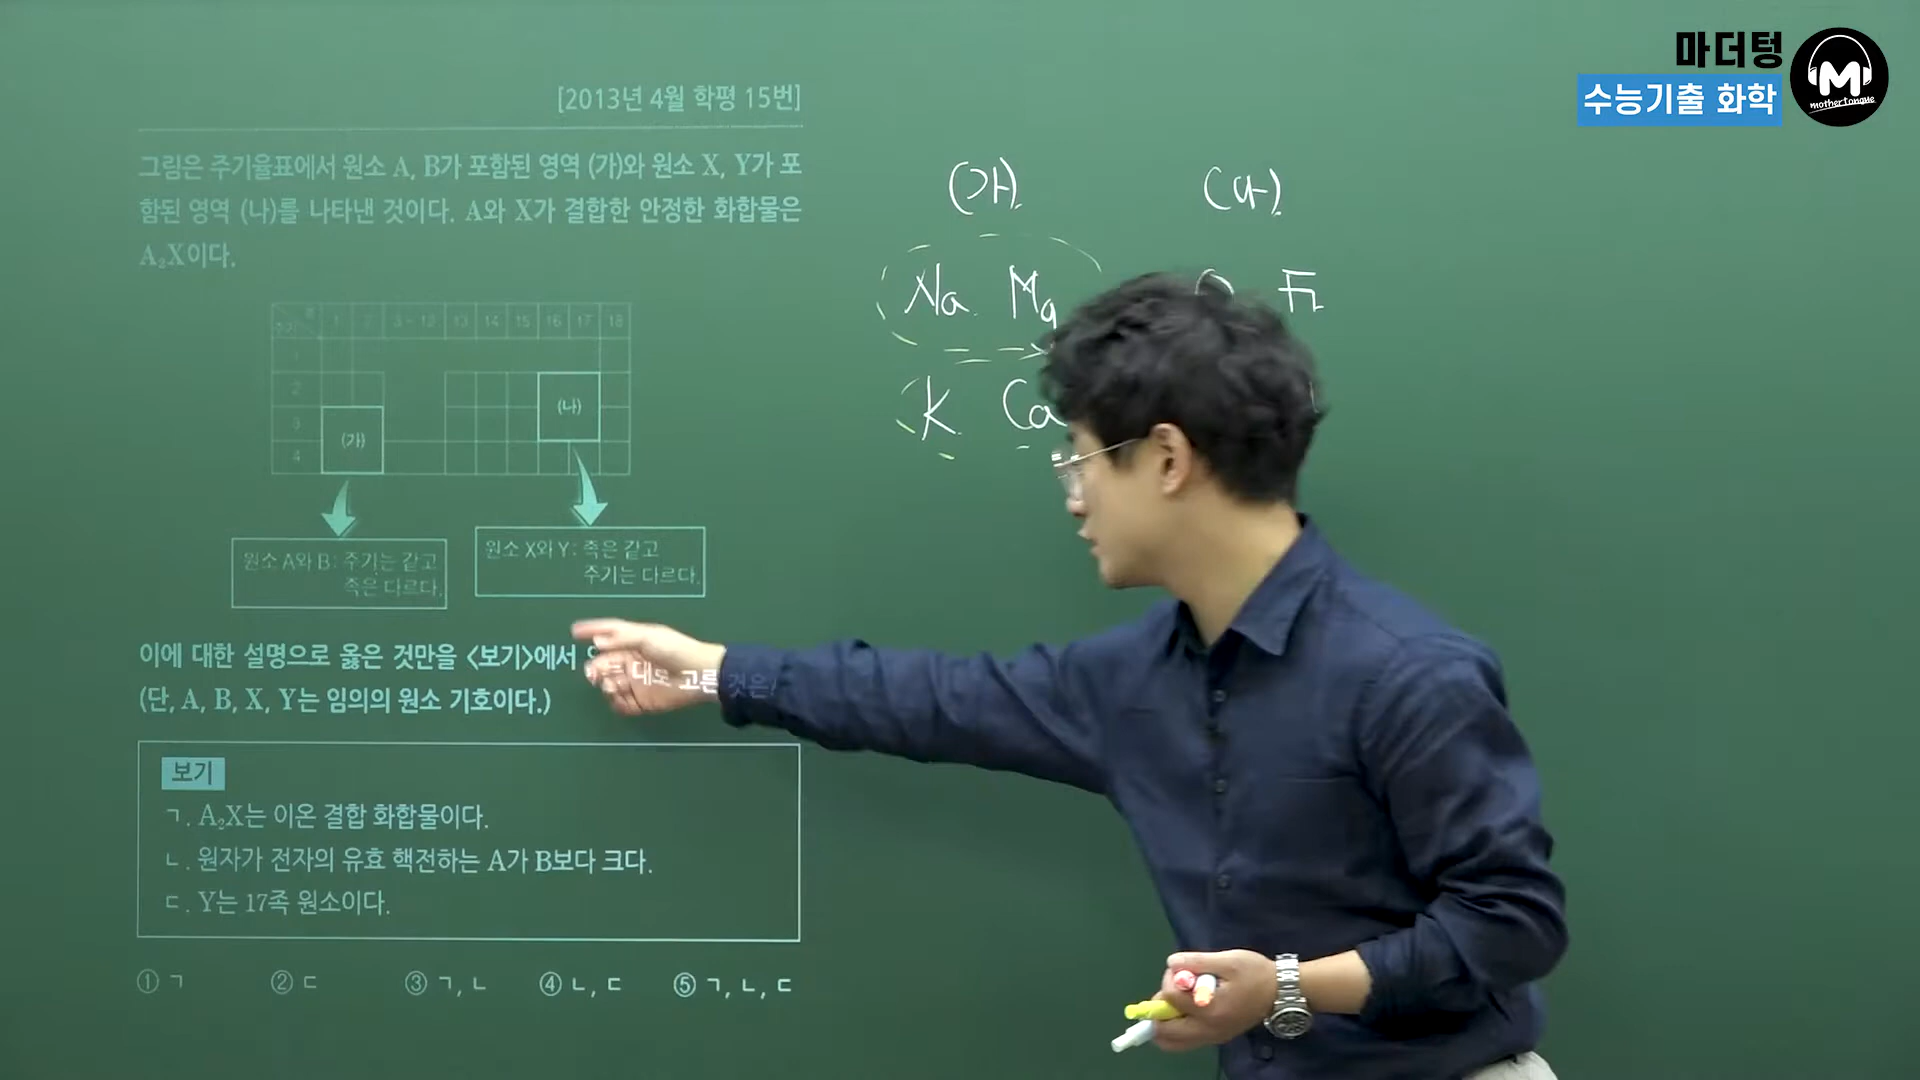 마더텅
수능기출 화학
mothertongue
[2013년 4월 학평 15번]
그림은 주기율표에서 원소 A, B가 포함된 영역 (가)와 원소 X, Y가 포
함된 영역 (나)를 나타낸 것이다. A와 X가 결합한 안정한 화합물은
A₂X이다.
주기 족 1 2 3~12 13 14 15 16 17 18
1
2
3
4
(가)
(나)
원소 A와 B: 주기는 같고
족은 다르다.
원소 X와 Y: 족은 같고
주기는 다르다.
이에 대한 설명으로 옳은 것만을 <보기>에서 대로 고른 것은?
(단, A, B, X, Y는 임의의 원소 기호이다.)
보기
ㄱ. A₂X는 이온 결합 화합물이다.
ㄴ. 원자가 전자의 유효 핵전하는 A가 B보다 크다.
ㄷ. Y는 17족 원소이다.
① ㄱ ② ㄷ ③ ㄱ, ㄴ ④ ㄴ, ㄷ ⑤ ㄱ, ㄴ, ㄷ
(가) (나)
Na Mg F
K Ca